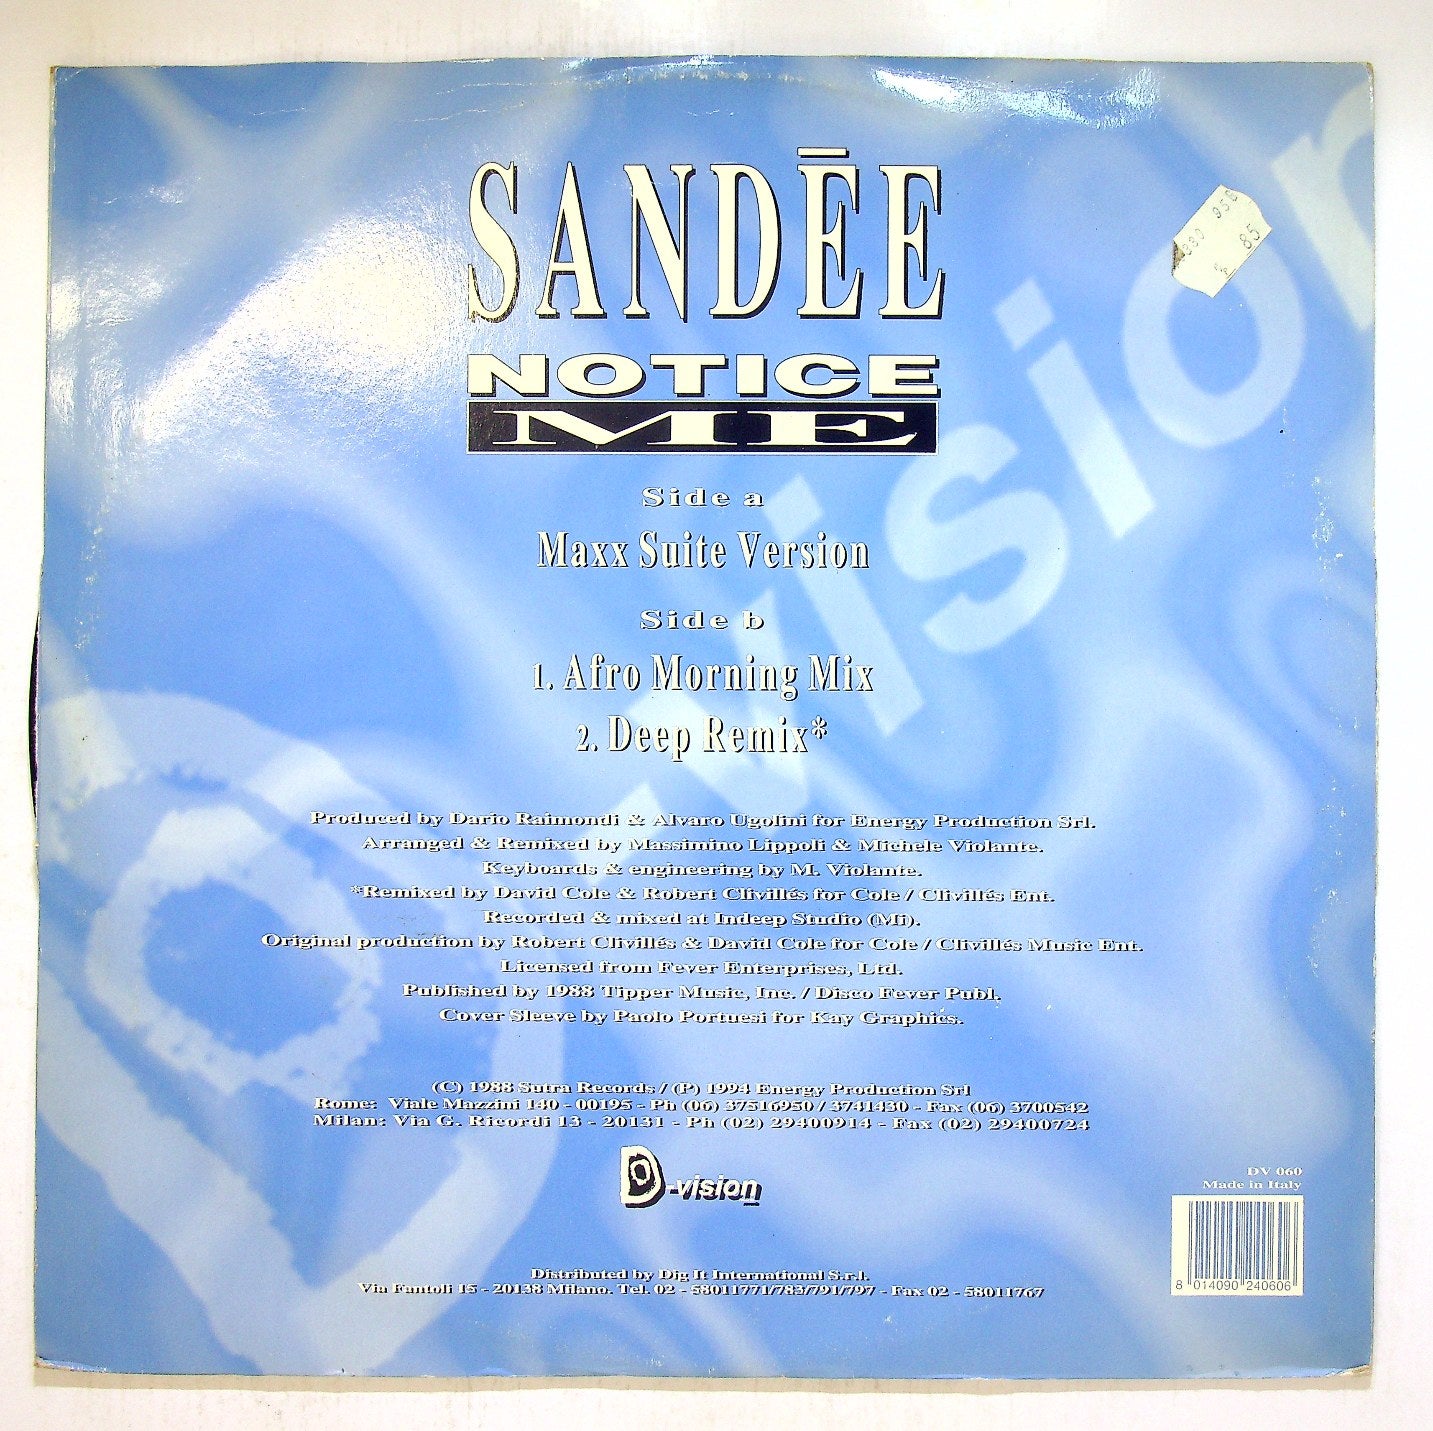 SANDĒE
NOTICE
ME
Side a
Maxx Suite Version
Side b
1. Afro Morning Mix
2. Deep Remix*
Produced by Dario Raimondi & Alvaro Ugolini for Energy Production Srl.
Arranged & Remixed by Massimino Lippoli & Michele Violante.
Keyboards & engineering by M. Violante.
*Remixed by David Cole & Robert Clivillés for Cole / Clivillés Ent.
Recorded & mixed at Indeep Studio (Mi).
Original production by Robert Clivillés & David Cole for Cole / Clivillés Music Ent.
Licensed from Fever Enterprises, Ltd.
Published by 1988 Tipper Music, Inc. / Disco Fever Publ.
Cover Sleeve by Paolo Portuesi for Kay Graphics.
(C) 1988 Sutra Records / (P) 1994 Energy Production Srl
Rome: Viale Mazzini 140 - 00195 - Ph (06) 37516950 / 3741430 - Fax (06) 3700542
Milan: Via G. Ricordi 13 - 20131 - Ph (02) 29400914 - Fax (02) 29400724
D-vision
DV 060
Made in Italy
8 014090 240606
Distributed by Dig It International S.r.l.
Via Fantoli 15 - 20138 Milano. Tel. 02 - 58011771/783/791/797 - Fax 02 - 58011767
D-vision